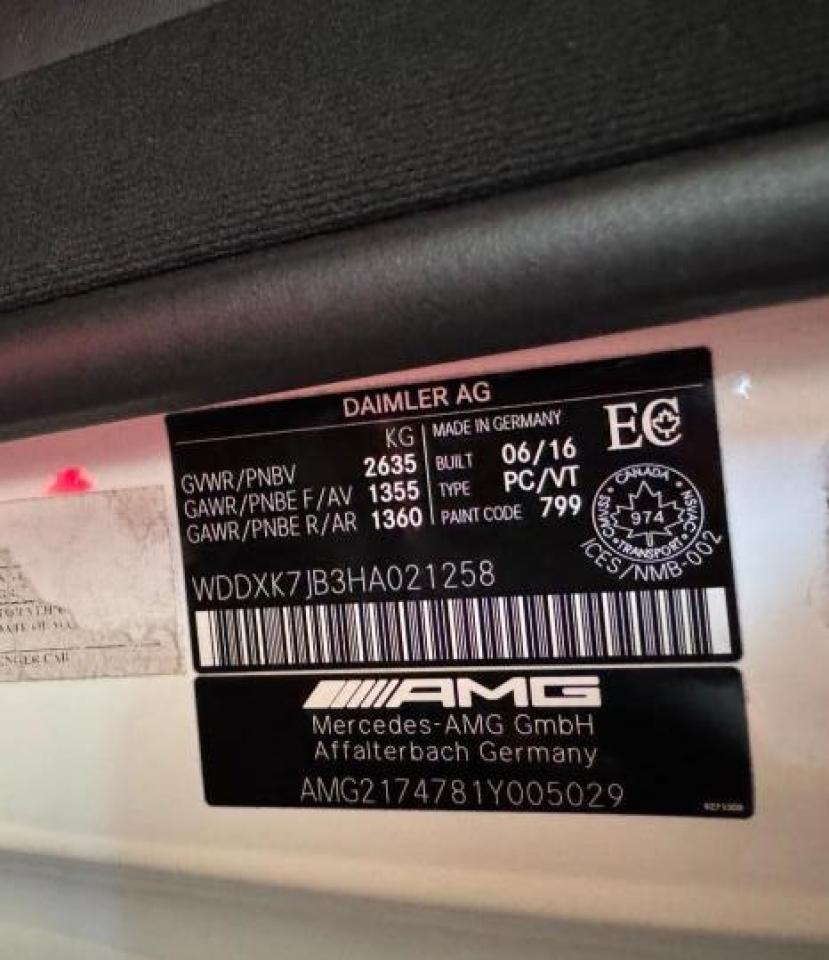 DAIMLER AG
KG
GVWR/PNBV 2635
GAWR/PNBE F/AV 1355
GAWR/PNBE R/AR 1360
MADE IN GERMANY
BUILT 06/16
TYPE PC/VT
PAINT CODE 799
EC
CANADA
974
TRANSPORT
CMVSS
NSVAC
ICES/NMB-002
WDDXK7JB3HA021258
AMG
Mercedes-AMG GmbH
Affalterbach Germany
AMG2174781Y005029